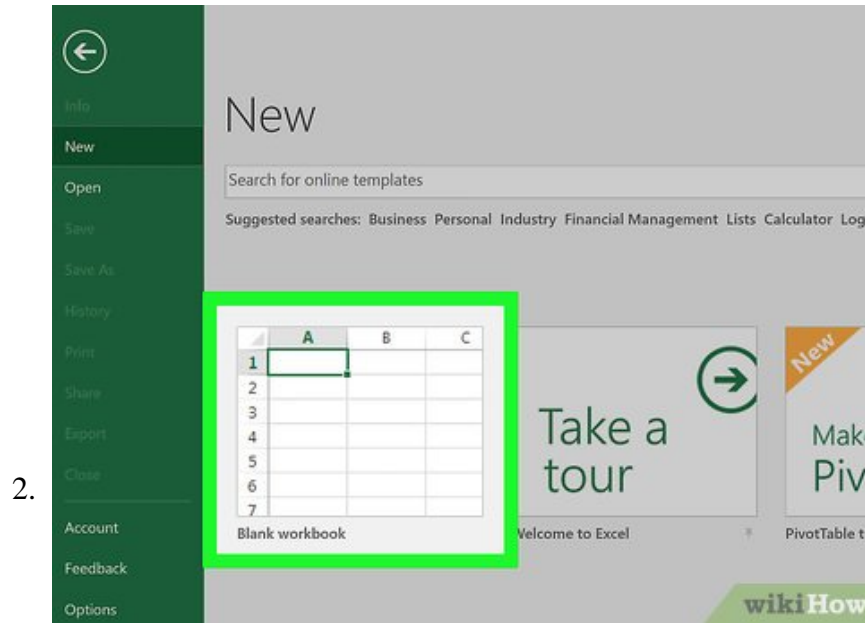 Info
New
New
Search for online templates
Open
Suggested searches: Business Personal Industry Financial Management Lists Calculator Log
Save
Save As
History
A B C
New
1
Print
2
Share
3
Take a
Mak
Export
4
tour
Piv
5
Close
6
2.
7
Account
Blank workbook
Welcome to Excel
PivotTable t
Feedback
Options
wikiHow